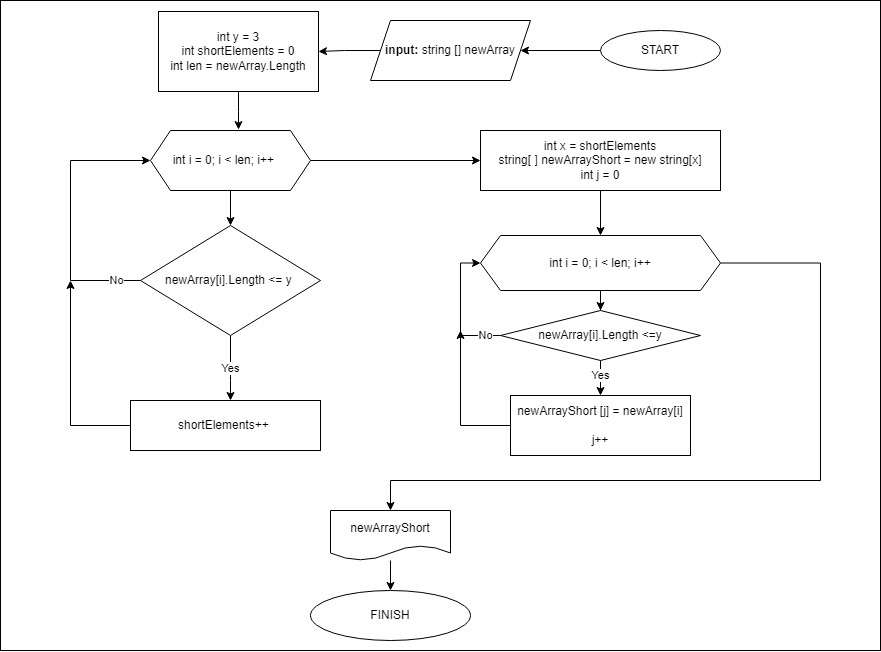 START
input: string [] newArray
int y = 3
int shortElements = 0
int len = newArray.Length
int i = 0; i < len; i++
newArray[i].Length <= y
No
Yes
shortElements++
int x = shortElements
string[ ] newArrayShort = new string[x]
int j = 0
int i = 0; i < len; i++
newArray[i].Length <=y
No
Yes
newArrayShort [j] = newArray[i]
j++
newArrayShort
FINISH